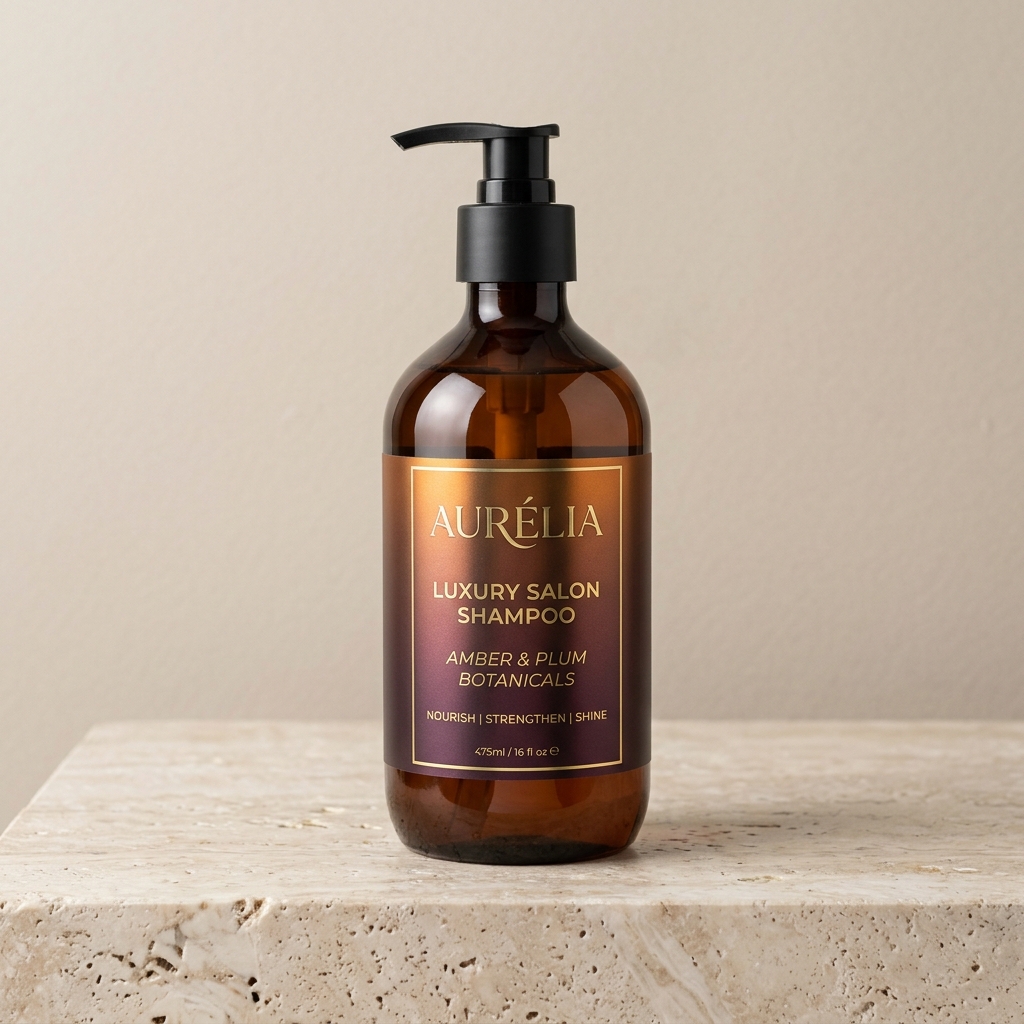 AURÉLIA
LUXURY SALON
SHAMPOO
AMBER & PLUM
BOTANICALS
NOURISH | STRENGTHEN | SHINE
475ml / 16 fl oz ℮